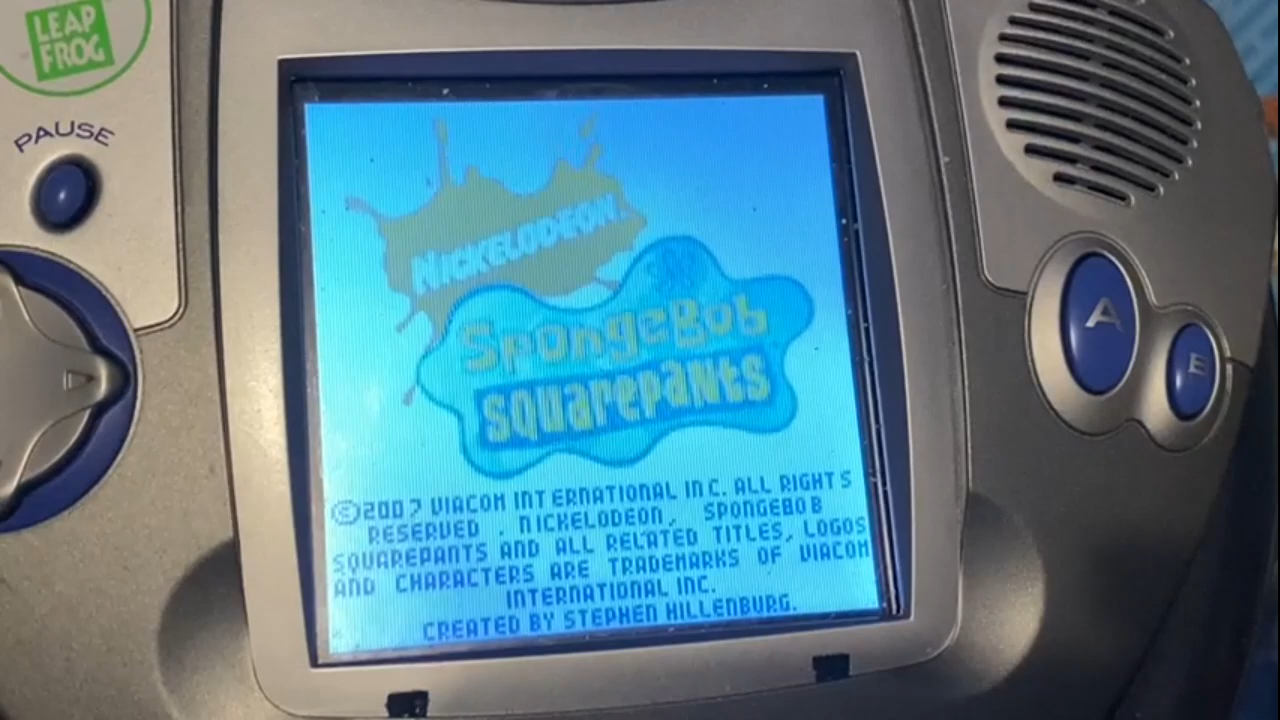 LEAP
FROG
PAUSE
NICKELODEON
SpongeBob
SQUAREPANTS
©2007 VIACOM INTERNATIONAL INC. ALL RIGHTS
RESERVED. NICKELODEON, SPONGEBOB
SQUAREPANTS AND ALL RELATED TITLES, LOGOS
AND CHARACTERS ARE TRADEMARKS OF VIACOM
INTERNATIONAL INC.
CREATED BY STEPHEN HILLENBURG.
A
B